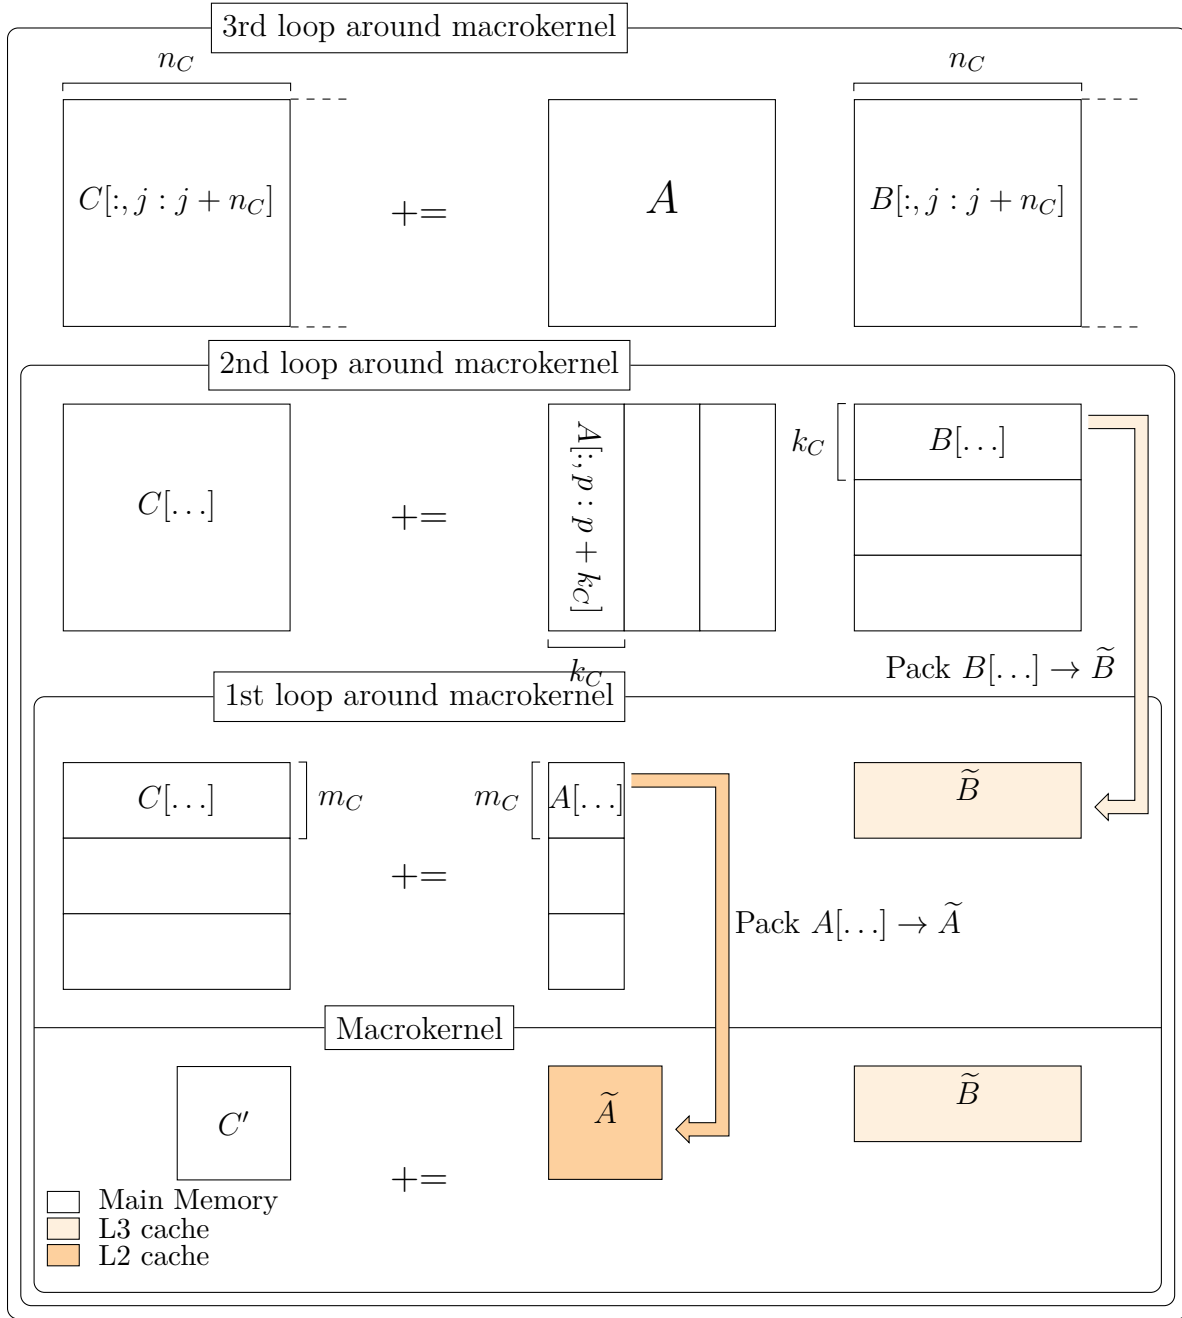 3rd loop around macrokernel
n_C n_C
C[:, j : j + n_C] += A B[:, j : j + n_C]
2nd loop around macrokernel
C[…] += A[:, p : p + k_C] k_C B[…]
k_C
Pack B[…] → B̃
1st loop around macrokernel
C[…] m_C m_C A[…] B̃
+=
Pack A[…] → Ã
Macrokernel
C′ += Ã B̃
Main Memory
L3 cache
L2 cache